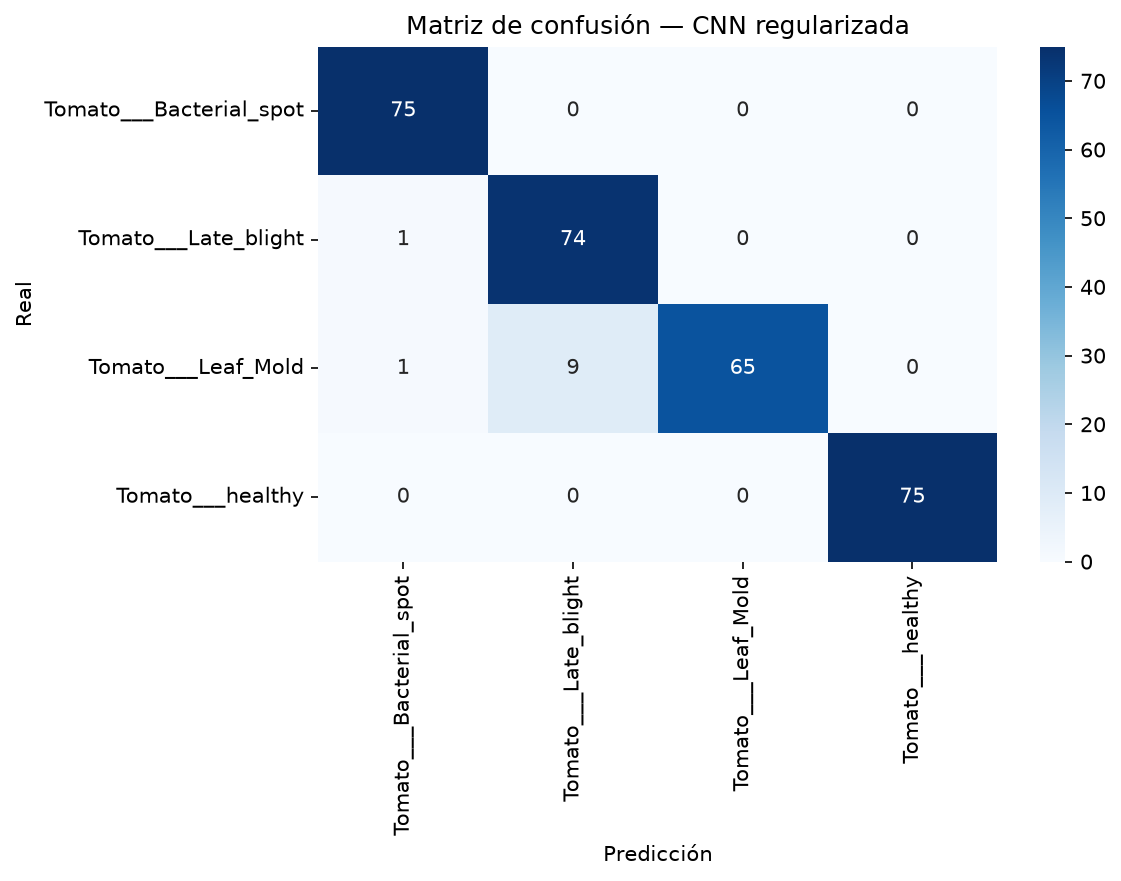 Matriz de confusión — CNN regularizada
Real
Tomato___Bacterial_spot 75 0 0 0
Tomato___Late_blight 1 74 0 0
Tomato___Leaf_Mold 1 9 65 0
Tomato___healthy 0 0 0 75
Tomato___Bacterial_spot
Tomato___Late_blight
Tomato___Leaf_Mold
Tomato___healthy
Predicción
70
60
50
40
30
20
10
0